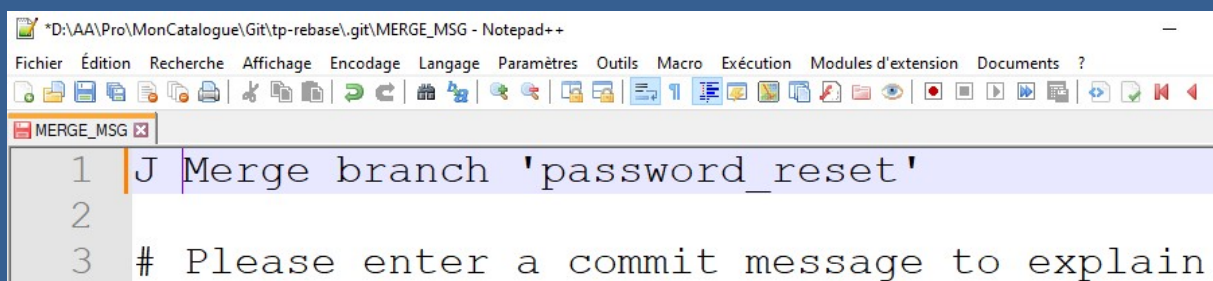 *D:\AA\Pro\MonCatalogue\Git\tp-rebase\.git\MERGE_MSG - Notepad++
Fichier Édition Recherche Affichage Encodage Langage Paramètres Outils Macro Exécution Modules d'extension Documents ?
MERGE_MSG
1 J Merge branch 'password_reset'
2
3 # Please enter a commit message to explain